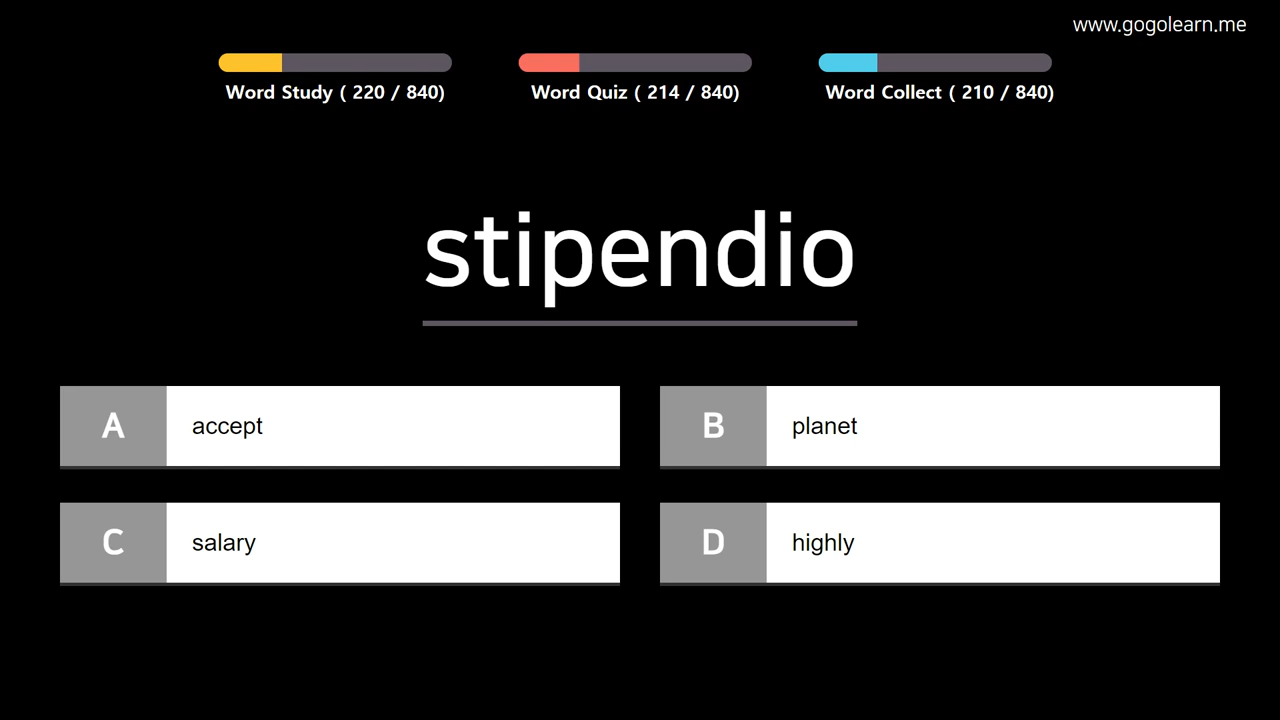 www.gogolearn.me
Word Study ( 220 / 840)
Word Quiz ( 214 / 840)
Word Collect ( 210 / 840)
stipendio
A accept
B planet
C salary
D highly